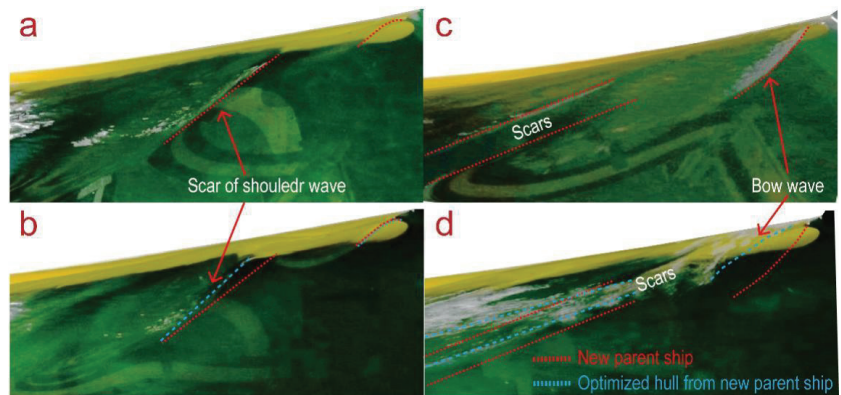 a
c
Scars
Scar of shouledr wave
Bow wave
b
d
Scars
New parent ship
Optimized hull from new parent ship